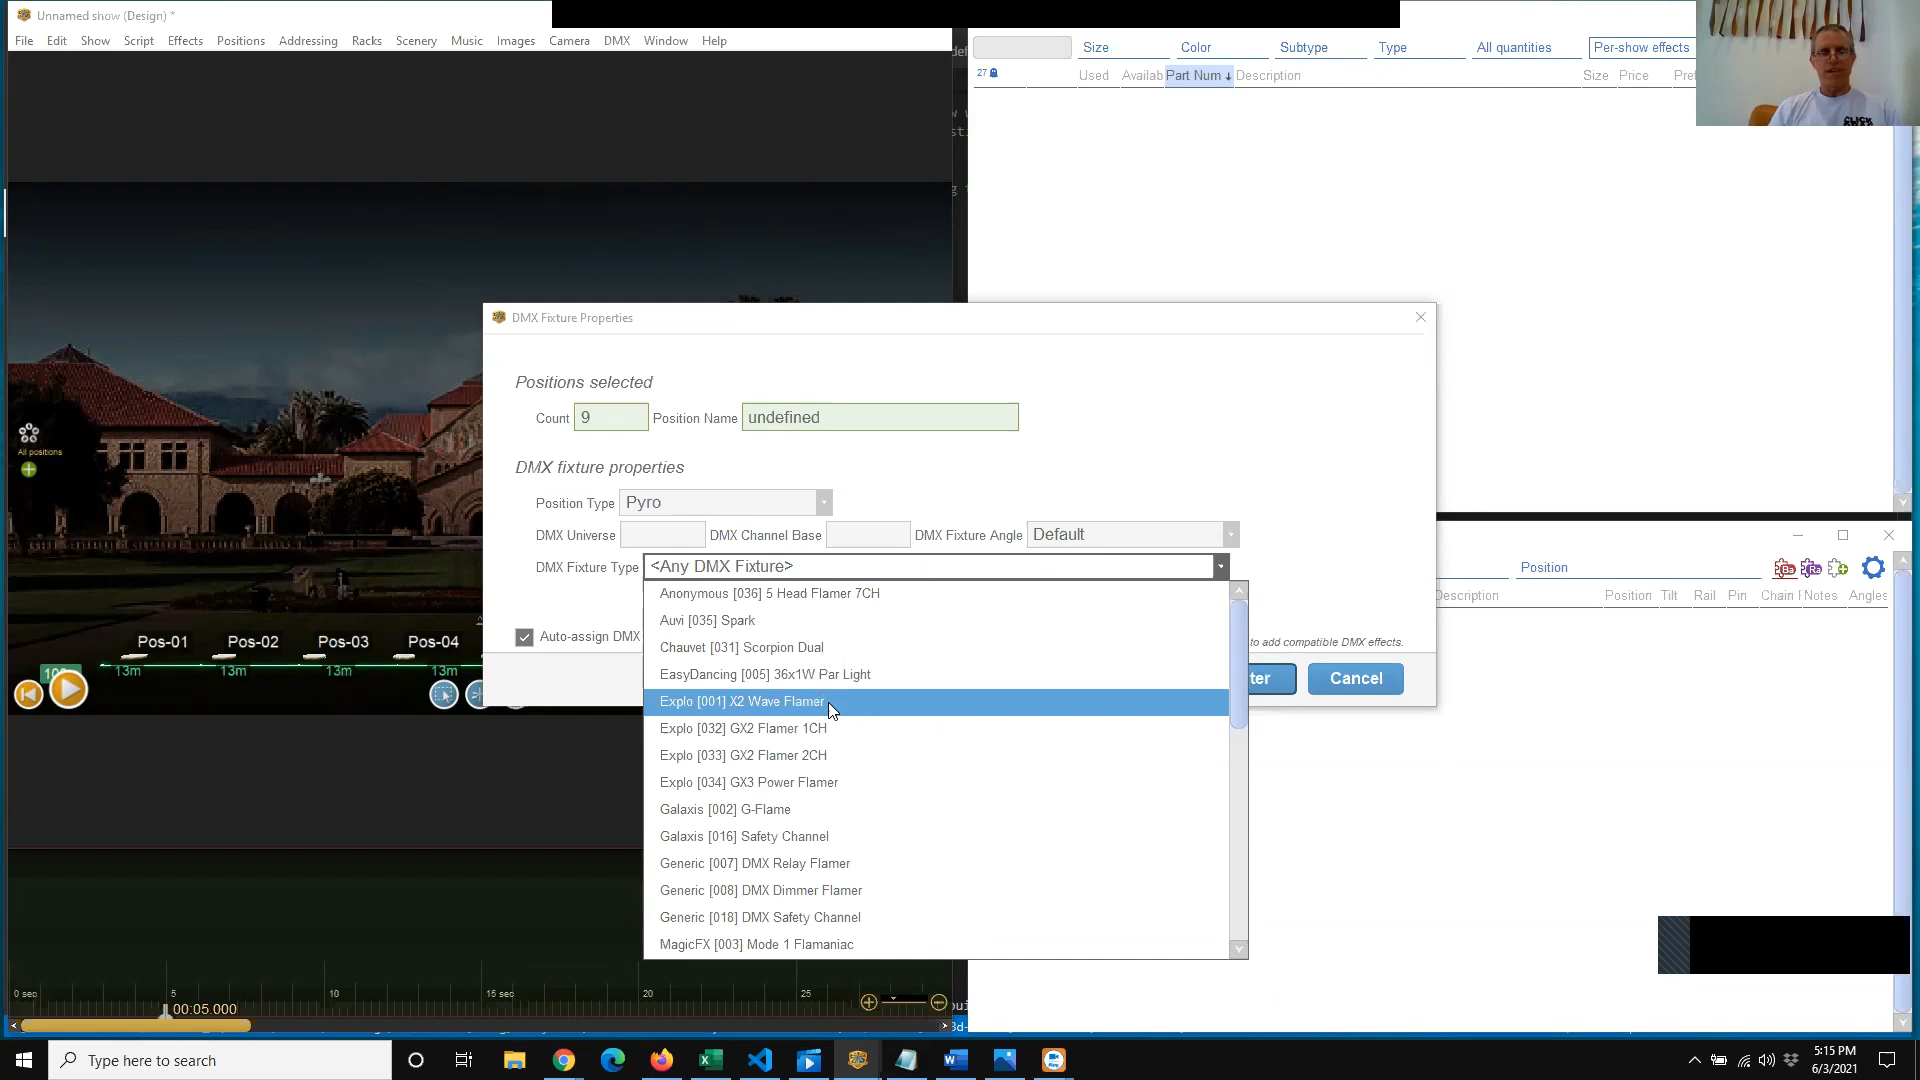 Unnamed show (Design) *
File Edit Show Script Effects Positions Addressing Racks Scenery Music Images Camera DMX Window Help
Size Color Subtype Type All quantities Per-show effects
27 Used Availab Part Num ↓ Description Size Price Pref
DMX Fixture Properties
Positions selected
Count 9 Position Name undefined
DMX fixture properties
Position Type Pyro
DMX Universe DMX Channel Base DMX Fixture Angle Default
DMX Fixture Type <Any DMX Fixture>
Anonymous [036] 5 Head Flamer 7CH
Auvi [035] Spark
Chauvet [031] Scorpion Dual
EasyDancing [005] 36x1W Par Light
Explo [001] X2 Wave Flamer
Explo [032] GX2 Flamer 1CH
Explo [033] GX2 Flamer 2CH
Explo [034] GX3 Power Flamer
Galaxis [002] G-Flame
Galaxis [016] Safety Channel
Generic [007] DMX Relay Flamer
Generic [008] DMX Dimmer Flamer
Generic [018] DMX Safety Channel
MagicFX [003] Mode 1 Flamaniac
Auto-assign DMX
to add compatible DMX effects.
ter Cancel
All positions
Pos-01 Pos-02 Pos-03 Pos-04
13m 13m 13m 13m
Position
Description Position Tilt Rail Pin Chain Notes Angles
0 sec 5 10 15 sec 20 25
00:05.000
Type here to search
5:15 PM
6/3/2021